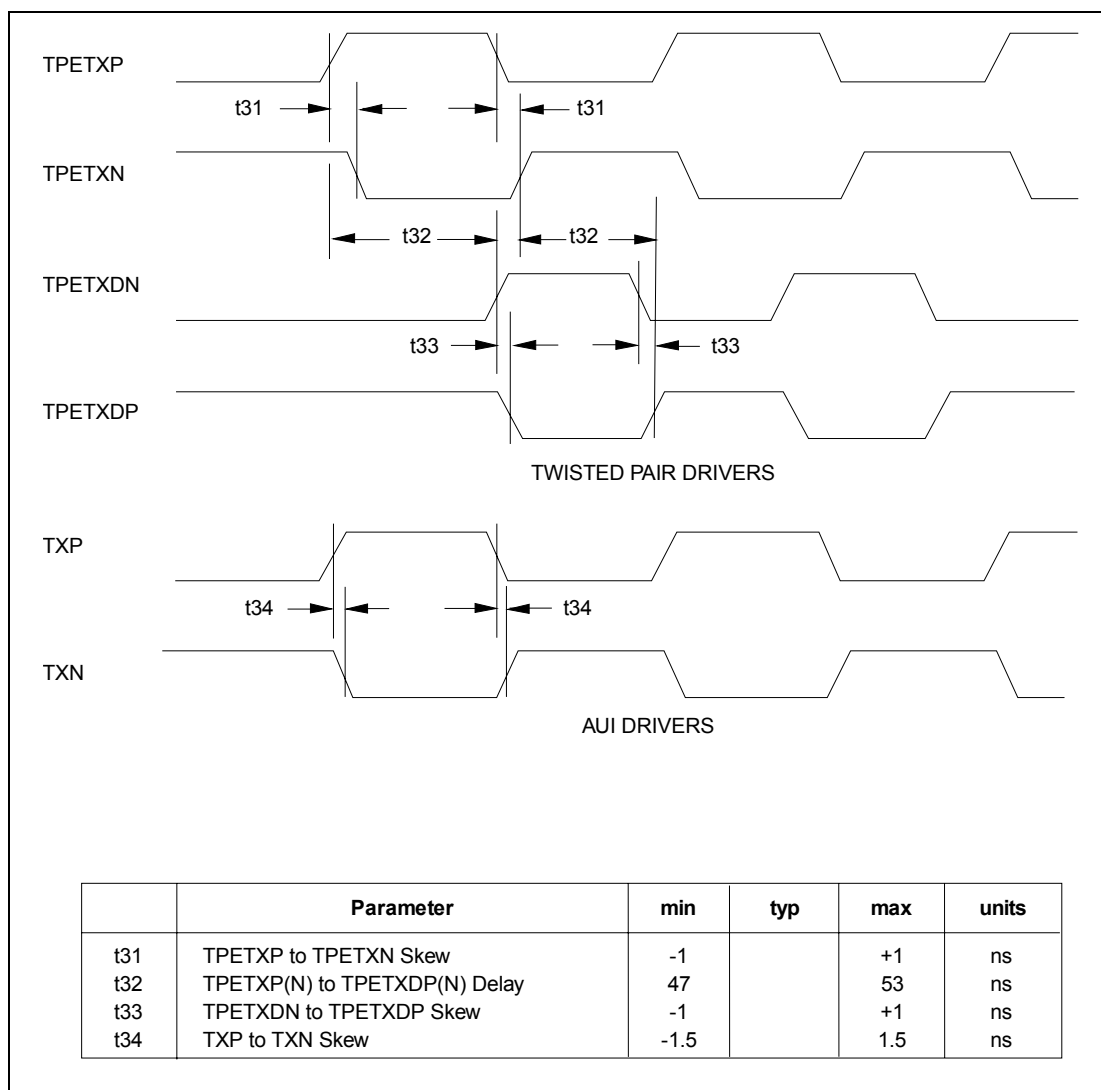 TPETXP
t31 t31
TPETXN
t32 t32
TPETXDN
t33 t33
TPETXDP
TWISTED PAIR DRIVERS
TXP
t34 t34
TXN
AUI DRIVERS
Parameter min typ max units
t31 TPETXP to TPETXN Skew -1 +1 ns
t32 TPETXP(N) to TPETXDP(N) Delay 47 53 ns
t33 TPETXDN to TPETXDP Skew -1 +1 ns
t34 TXP to TXN Skew -1.5 1.5 ns